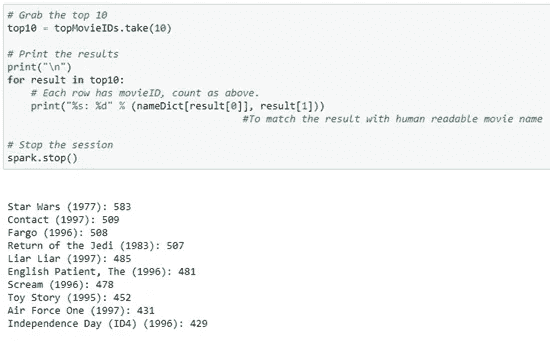 # Grab the top 10
top10 = topMovieIDs.take(10)
# Print the results
print("\n")
for result in top10:
# Each row has movieID, count as above.
print("%s: %d" % (nameDict[result[0]], result[1]))
#To match the result with human readable movie name
# Stop the session
spark.stop()
Star Wars (1977): 583
Contact (1997): 509
Fargo (1996): 508
Return of the Jedi (1983): 507
Liar Liar (1997): 485
English Patient, The (1996): 481
Scream (1996): 478
Toy Story (1995): 452
Air Force One (1997): 431
Independence Day (ID4) (1996): 429